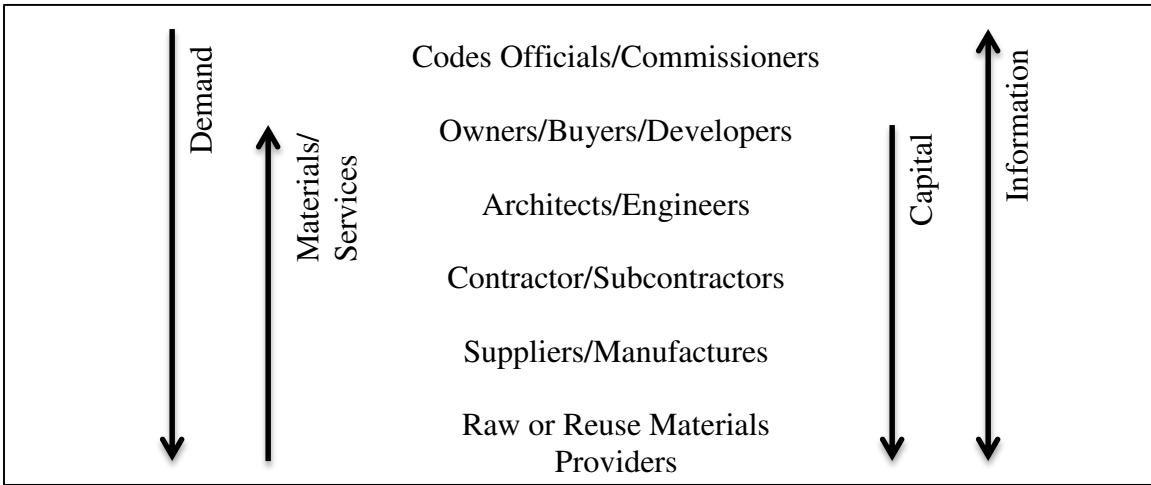 Demand
Materials/
Services
Codes Officials/Commissioners
Owners/Buyers/Developers
Architects/Engineers
Contractor/Subcontractors
Suppliers/Manufactures
Raw or Reuse Materials
Providers
Capital
Information